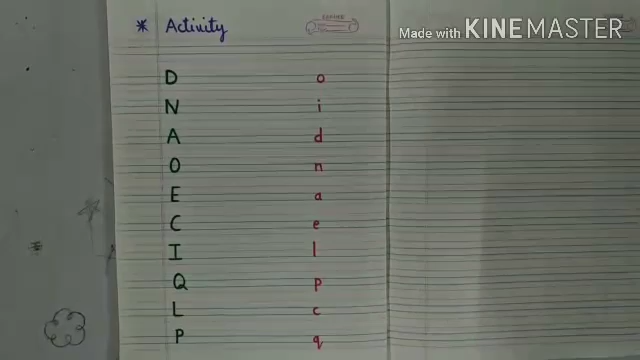 * Activity
Made with KINEMASTER
D o
N i
A d
O n
E a
C e
I l
Q p
L c
P q